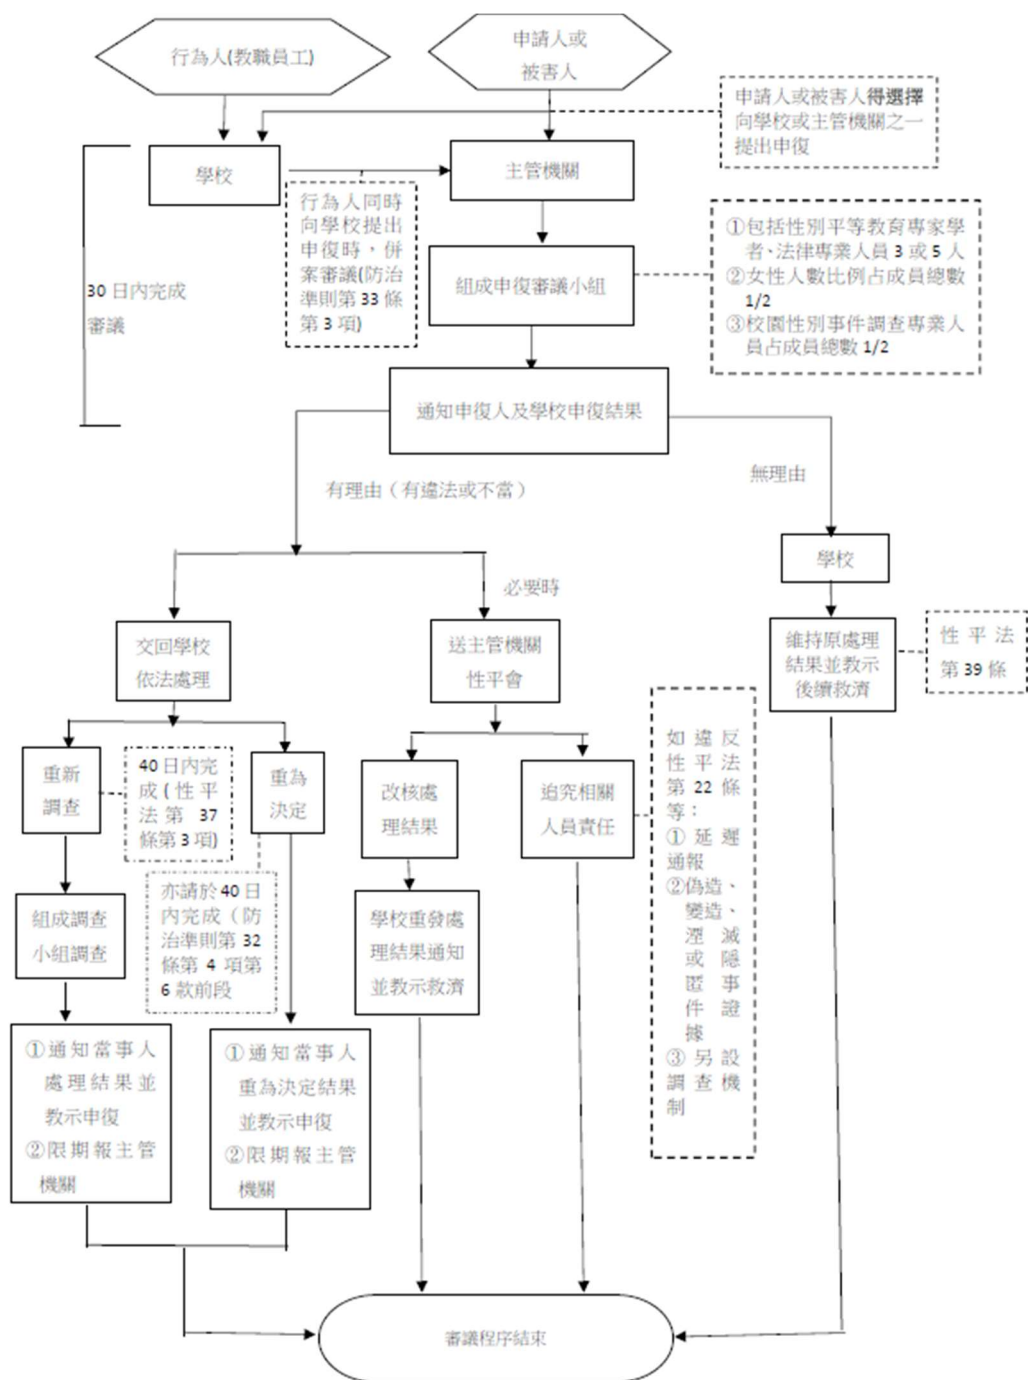 行為人(教職員工)
申請人或
被害人
申請人或被害人得選擇
向學校或主管機關之一
提出申復
學校
主管機關
行為人同時
向學校提出
申復時，併
案審議(防治
準則第 33 條
第 3 項)
30 日內完成
審議
組成申復審議小組
①包括性別平等教育專家學
者、法律專業人員 3 或 5 人
②女性人數比例占成員總數
1/2
③校園性別事件調查專業人
員占成員總數 1/2
通知申復人及學校申復結果
有理由（有違法或不當）
無理由
學校
必要時
交回學校
依法處理
送主管機關
性平會
維持原處理
結果並教示
後續救濟
性平法
第 39 條
重新
調查
40 日內完
成(性平
法第 37
條第 3 項)
重為
決定
改核處
理結果
追究相關
人員責任
如違反
性平法
第 22 條
等：
①延遲
通報
②偽造、
變造、
湮滅
或隱
匿事
件證
據
③另設
調查機
制
組成調查
小組調查
亦請於 40 日
內完成（防
治準則第 32
條第 4 項第
6 款前段
學校重發處
理結果通知
並教示救濟
①通知當事人
處理結果並
教示申復
②限期報主管
機關
①通知當事人
重為決定結果
並教示申復
②限期報主管
機關
審議程序結束